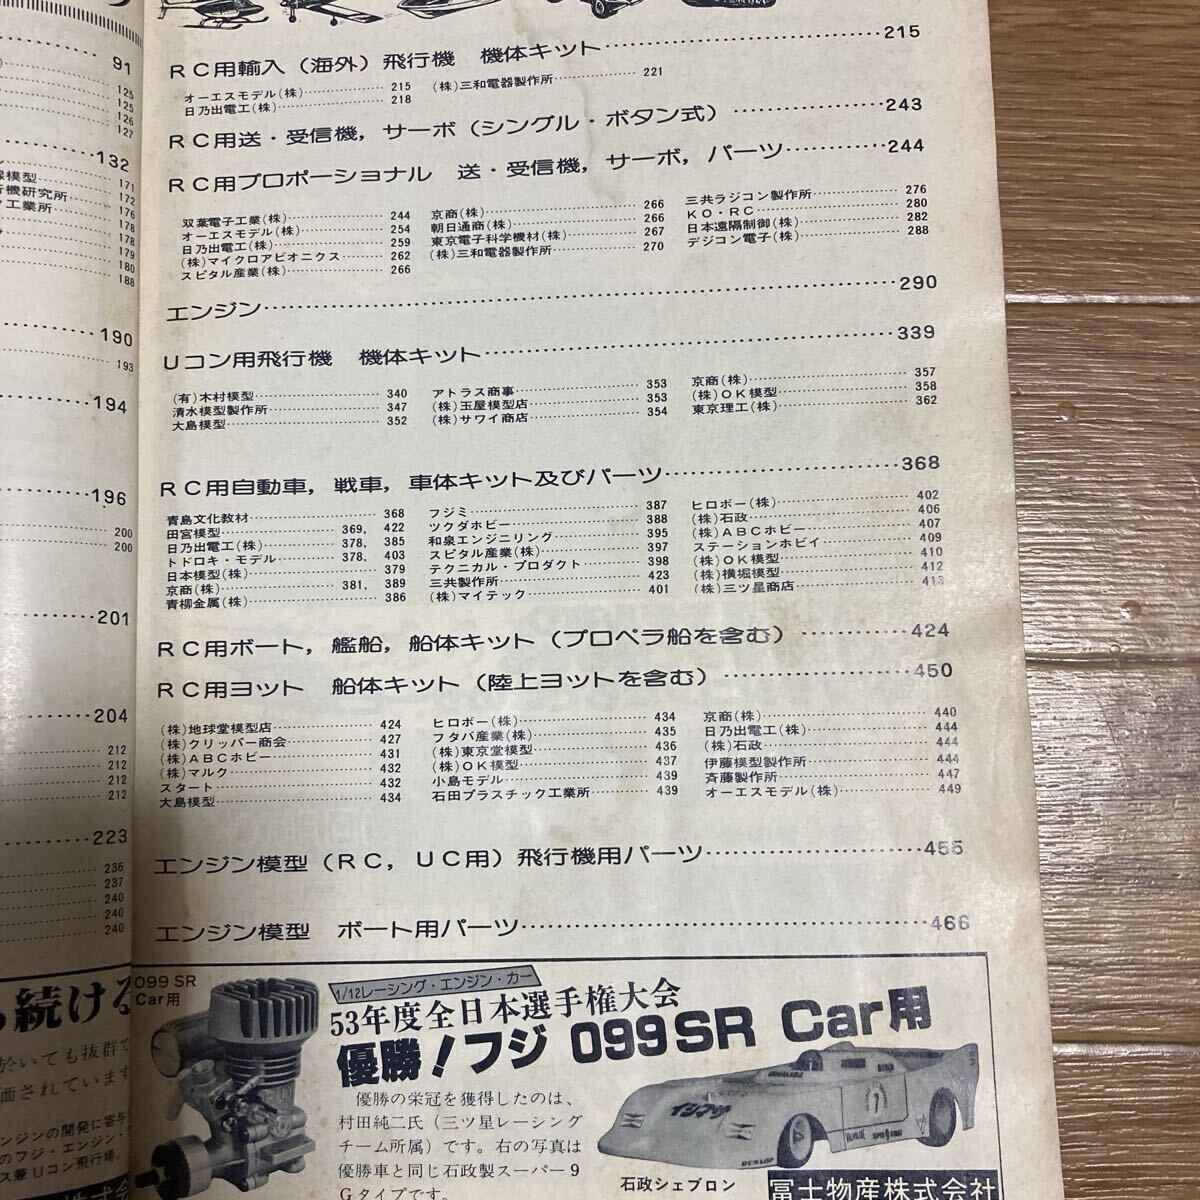 91
125
125
126
127
132
171
172
176
178
178
179
180
188
190
193
194
196
200
200
201
204
212
212
212
212
223
236
237
240
240
240
RC用輸入(海外)飛行機 機体キット 215
オーエスモデル(株) 215
日乃出電工(株) 218
(株)三和電器製作所 221
RC用送・受信機,サーボ(シングル・ボタン式) 243
RC用プロポーショナル 送・受信機,サーボ,パーツ 244
双葉電子工業(株) 244
オーエスモデル(株) 254
日乃出電工(株) 259
(株)マイクロアビオニクス 262
スピタル産業(株) 266
京商(株) 266
朝日通商(株) 266
東京電子科学機材(株) 267
(株)三和電器製作所 270
三共ラジコン製作所 276
KO・RC 280
日本遠隔制御(株) 282
デジコン電子(株) 288
エンジン 290
Uコン用飛行機 機体キット 339
(有)木村模型 340
清水模型製作所 347
大島模型 352
アトラス商事 353
(株)玉屋模型店 353
(株)サワイ商店 354
京商(株) 357
(株)OK模型 358
東京理工(株) 362
RC用自動車,戦車,車体キット及びパーツ 368
青島文化教材 368
田宮模型 369, 422
日乃出電工(株) 378, 385
トドロキ・モデル 378, 403
日本模型(株) 379
京商(株) 381, 389
青柳金属(株) 386
フジミ 387
ツクダホビー 388
和泉エンジニリング 395
スピタル産業(株) 397
テクニカル・プロダクト 398
三共製作所 423
(株)マイテック 401
ヒロボー(株) 402
(株)石政 406
(株)ABCホビー 407
ステーションホビイ 409
(株)OK模型 410
(株)横堀模型 412
(株)三ツ星商店 413
RC用ボート,艦船,船体キット(プロペラ船を含む) 424
RC用ヨット 船体キット(陸上ヨットを含む) 450
(株)地球堂模型店 424
(株)クリッパー商会 427
(株)ABCホビー 431
(株)マルク 432
スタート 432
大島模型 434
ヒロボー(株) 434
フタバ産業(株) 435
(株)東京堂模型 436
(株)OK模型 437
小島モデル 439
石田プラスチック工業所 439
京商(株) 440
日乃出電工(株) 444
(株)石政 444
伊藤模型製作所 444
斉藤製作所 447
オーエスモデル(株) 449
エンジン模型(RC,UC用)飛行機用パーツ 455
エンジン模型 ボート用パーツ 466
099 SR
Car用
1/12レーシング・エンジン・カー
53年度全日本選手権大会
優勝!フジ 099SR Car用
優勝の栄冠を獲得したのは、
村田純二氏(三ツ星レーシング
チーム所属)です。右の写真は
優勝車と同じ石政製スーパー9
Gタイプです。
イシマサ
DUNLOP
石政シェブロン
冨士物産株式会社